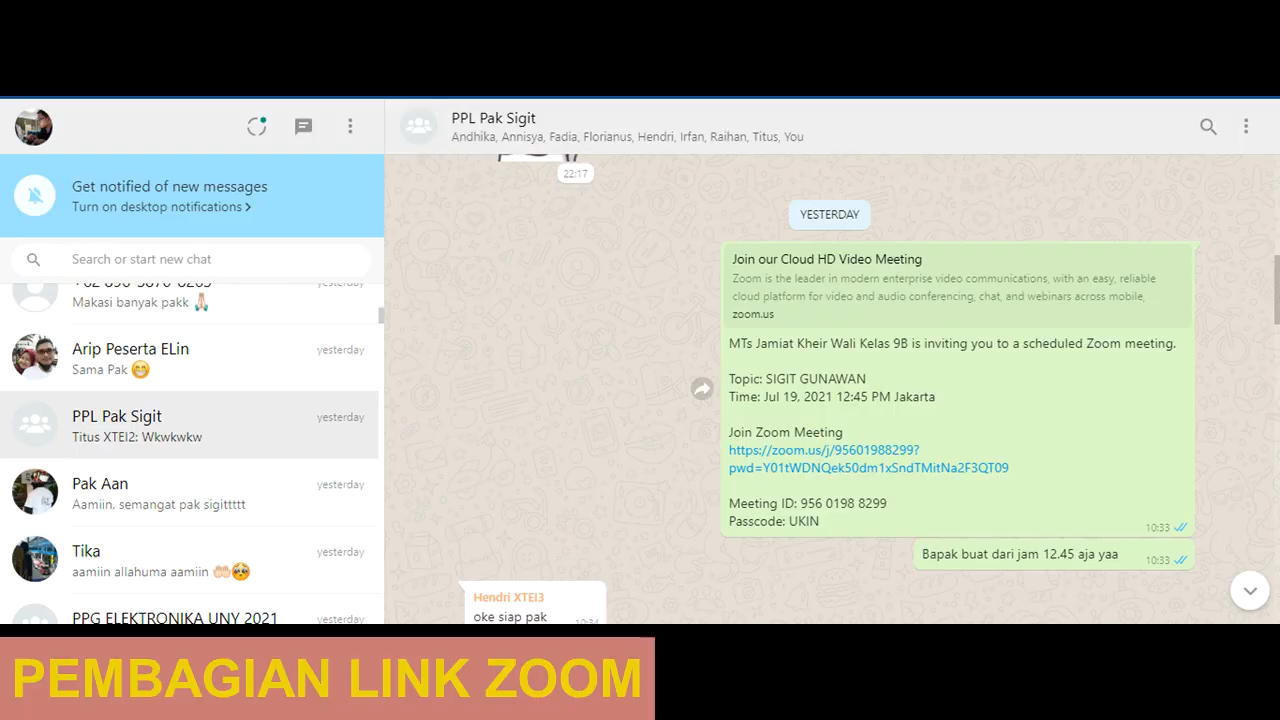 PPL Pak Sigit
Andhika, Annisya, Fadia, Florianus, Hendri, Irfan, Raihan, Titus, You
Get notified of new messages
Turn on desktop notifications >
Search or start new chat
yesterday
Makasi banyak pakk
Arip Peserta ELin
yesterday
Sama Pak
PPL Pak Sigit
yesterday
Titus XTEI2: Wkwkwkw
Pak Aan
yesterday
Aamiin, semangat pak sigittttt
Tika
yesterday
aamiin allahuma aamiin
PPG ELEKTRONIKA UNY 2021
yesterday
22:17
YESTERDAY
Join our Cloud HD Video Meeting
Zoom is the leader in modern enterprise video communications, with an easy, reliable
cloud platform for video and audio conferencing, chat, and webinars across mobile,
zoom.us
MTs Jamiat Kheir Wali Kelas 9B is inviting you to a scheduled Zoom meeting.
Topic: SIGIT GUNAWAN
Time: Jul 19, 2021 12:45 PM Jakarta
Join Zoom Meeting
https://zoom.us/j/95601988299?
pwd=Y01tWDNQek50dm1xSndTMitNa2F3QT09
Meeting ID: 956 0198 8299
Passcode: UKIN
10:33
Bapak buat dari jam 12.45 aja yaa
10:33
Hendri XTEI3
oke siap pak
10:34
PEMBAGIAN LINK ZOOM